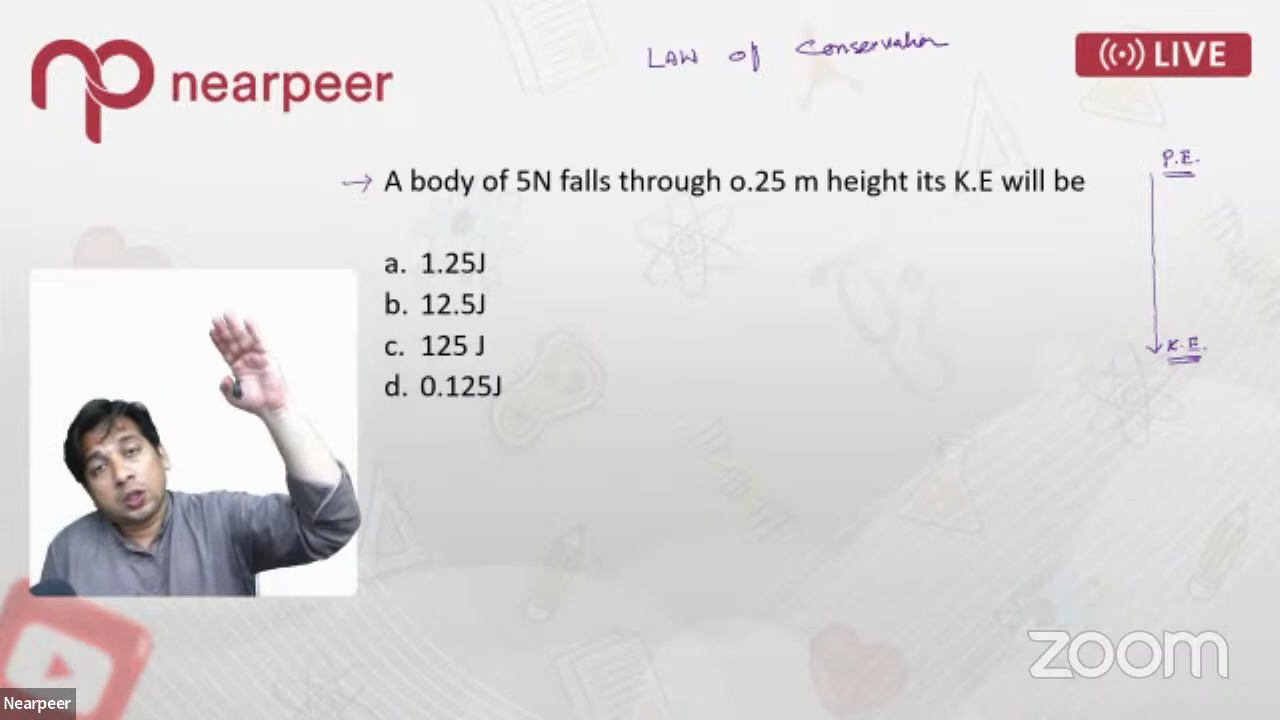 LAW of Conservation
((•)) LIVE
nearpeer
→ A body of 5N falls through o.25 m height its K.E will be
P.E.
a. 1.25J
b. 12.5J
c. 125 J
K.E.
d. 0.125J
zoom
Nearpeer